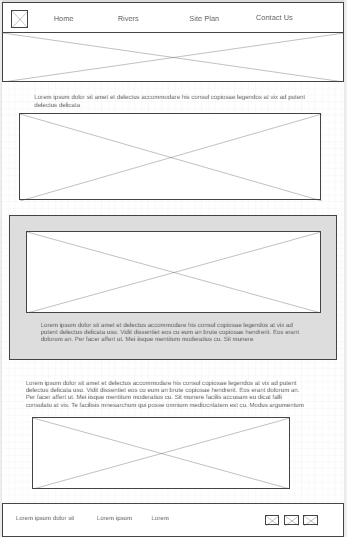 Home Rivers Site Plan Contact Us
Lorem ipsum dolor sit amet et delectus accommodare his consul copiosae legendos at vix ad putent
delectus delicata
Lorem ipsum dolor sit amet et delectus accommodare his consul copiosae legendos at vix ad
putent delectus delicata usu. Vidit dissentiet eos cu eum an brute copiosae hendrerit. Eos erant
dolorum an. Per facer affert ut. Mei iisque mentitum moderatius cu. Sit munere
Lorem ipsum dolor sit amet et delectus accommodare his consul copiosae legendos at vix ad putent
delectus delicata usu. Vidit dissentiet eos cu eum an brute copiosae hendrerit. Eos erant dolorum an.
Per facer affert ut. Mei iisque mentitum moderatius cu. Sit munere facilis accusam eu dicat falli
consulatu at vis. Te facilisis mnesarchum qui posse omnium mediocritatem est cu. Modus argumentum
Lorem ipsum dolor sit Lorem ipsum Lorem